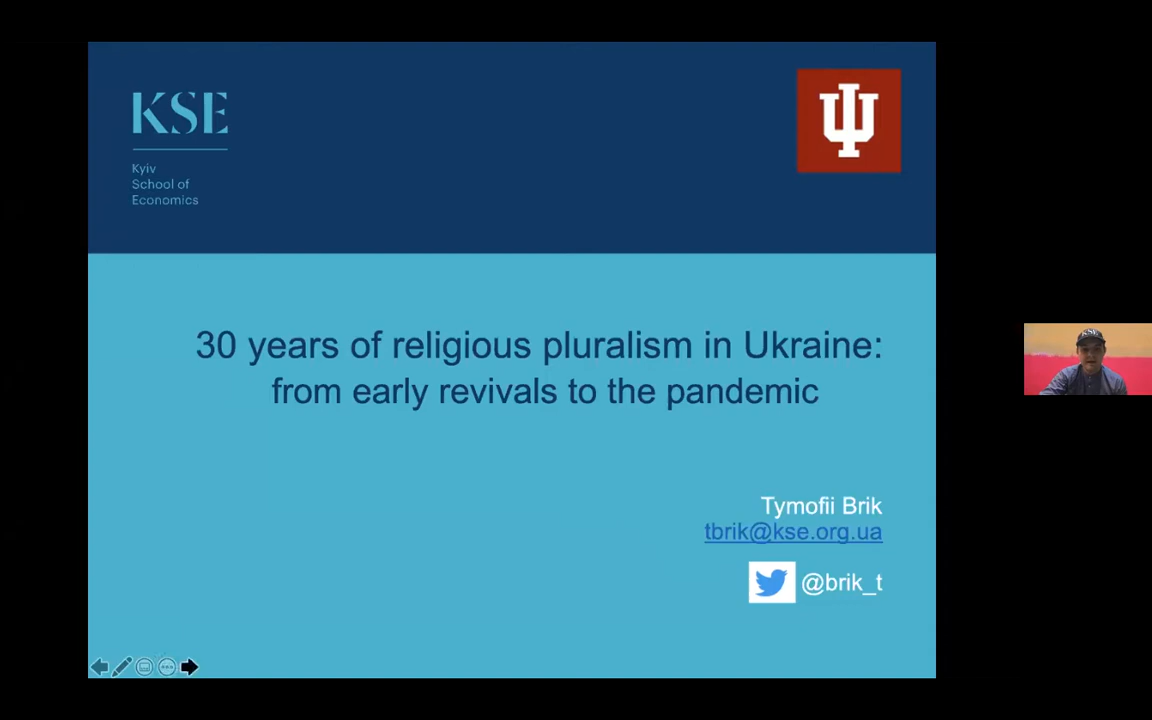 KSE
Kyiv
School of
Economics
30 years of religious pluralism in Ukraine:
from early revivals to the pandemic
Tymofii Brik
tbrik@kse.org.ua
@brik_t